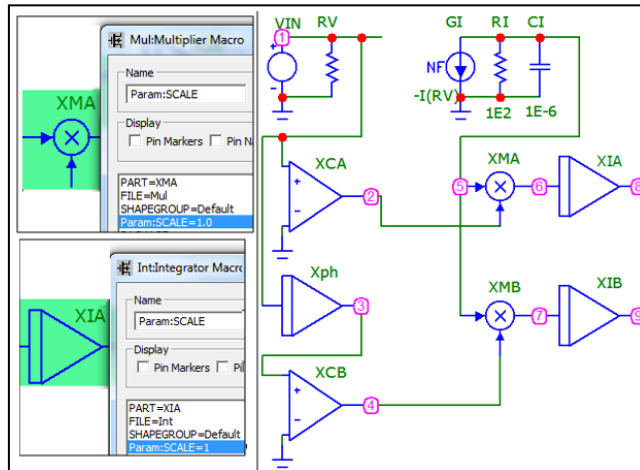 Mul:Multiplier Macro
Name
Param:SCALE
Display
Pin Markers
Pin N
PART=XMA
FILE=Mul
SHAPEGROUP=Default
Param:SCALE=1.0
XMA
Int:Integrator Macro
Name
Param:SCALE
Display
Pin Markers
PART=XIA
FILE=Int
SHAPEGROUP=Default
Param:SCALE=1
XIA
VIN RV
1
+
-
GI RI CI
NF
-I(RV)
1E2 1E-6
XCA
+
-
2
XMA
5
6
XIA
8
Xph
3
XMB
7
XIB
9
XCB
+
-
4